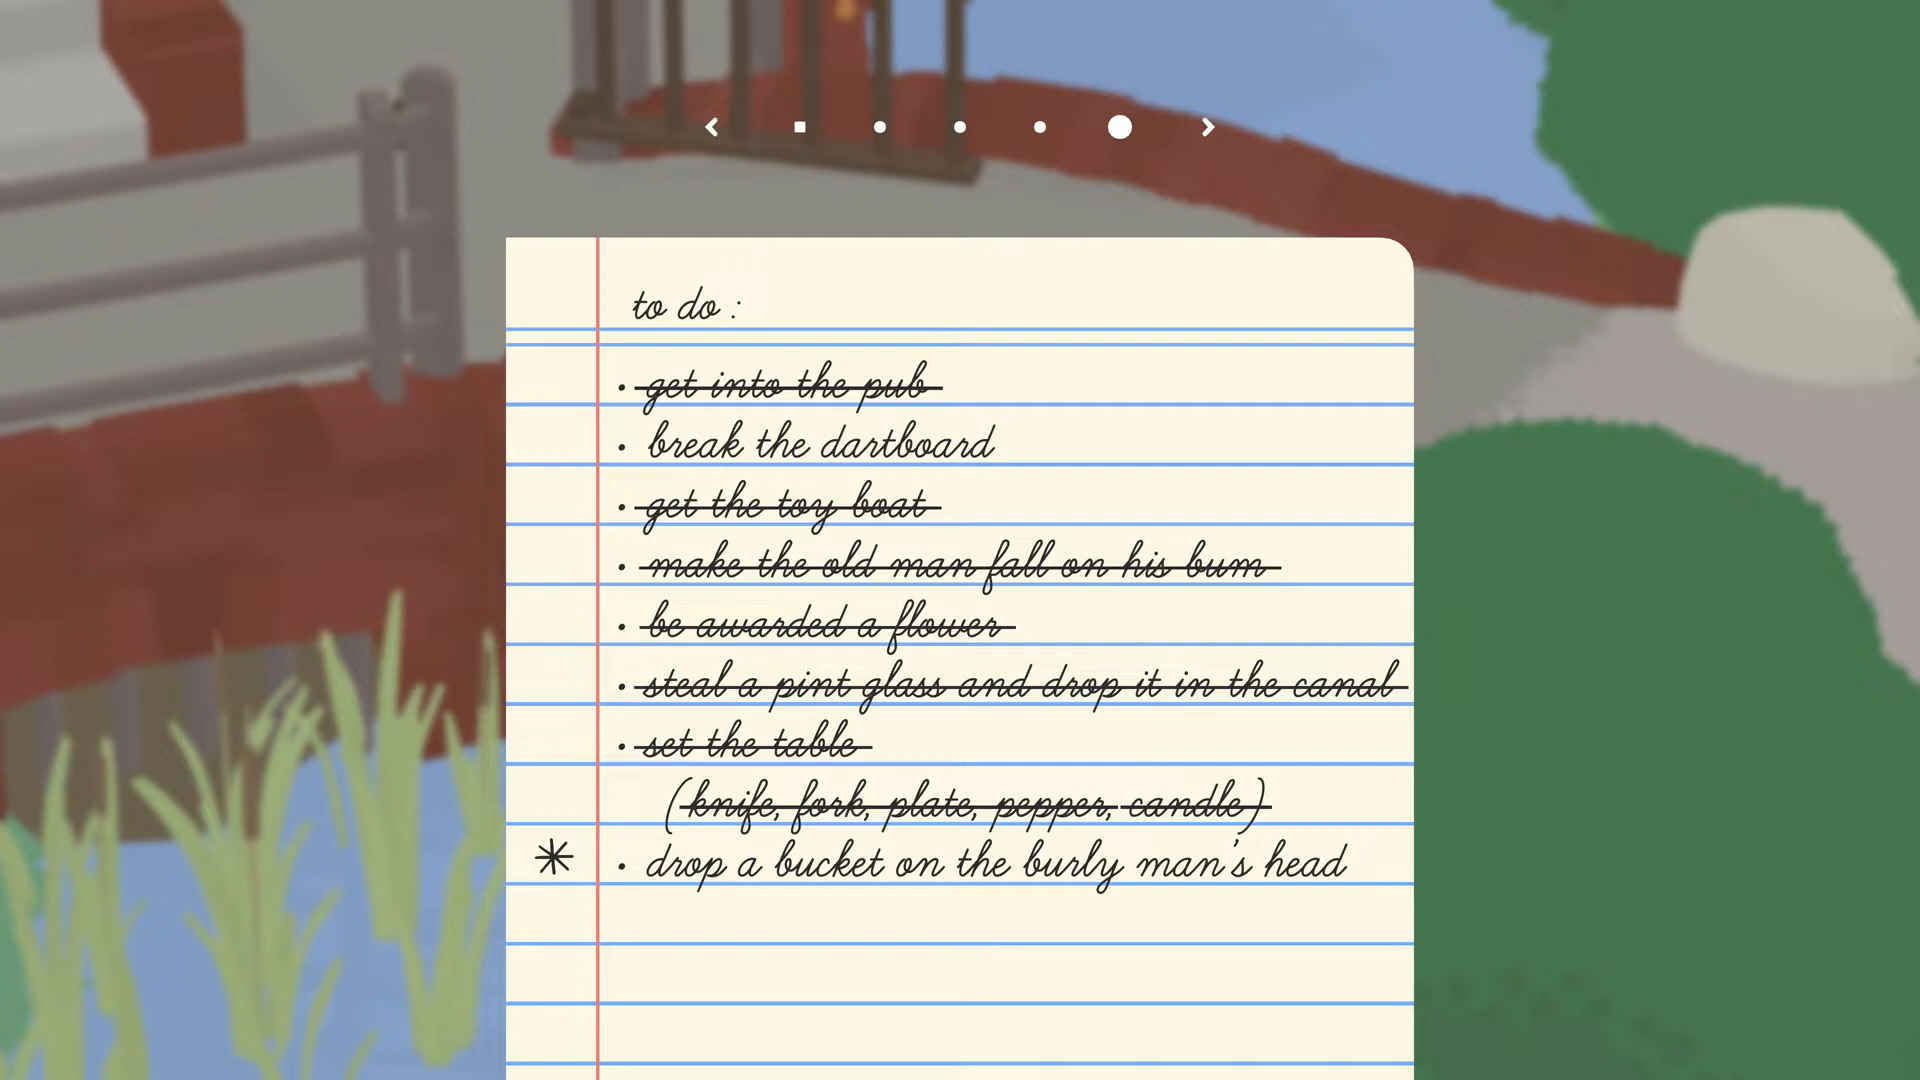 to do :
• get into the pub
• break the dartboard
• get the toy boat
• make the old man fall on his bum
• be awarded a flower
• steal a pint glass and drop it in the canal
• set the table
(knife, fork, plate, pepper, candle)
* • drop a bucket on the burly man's head